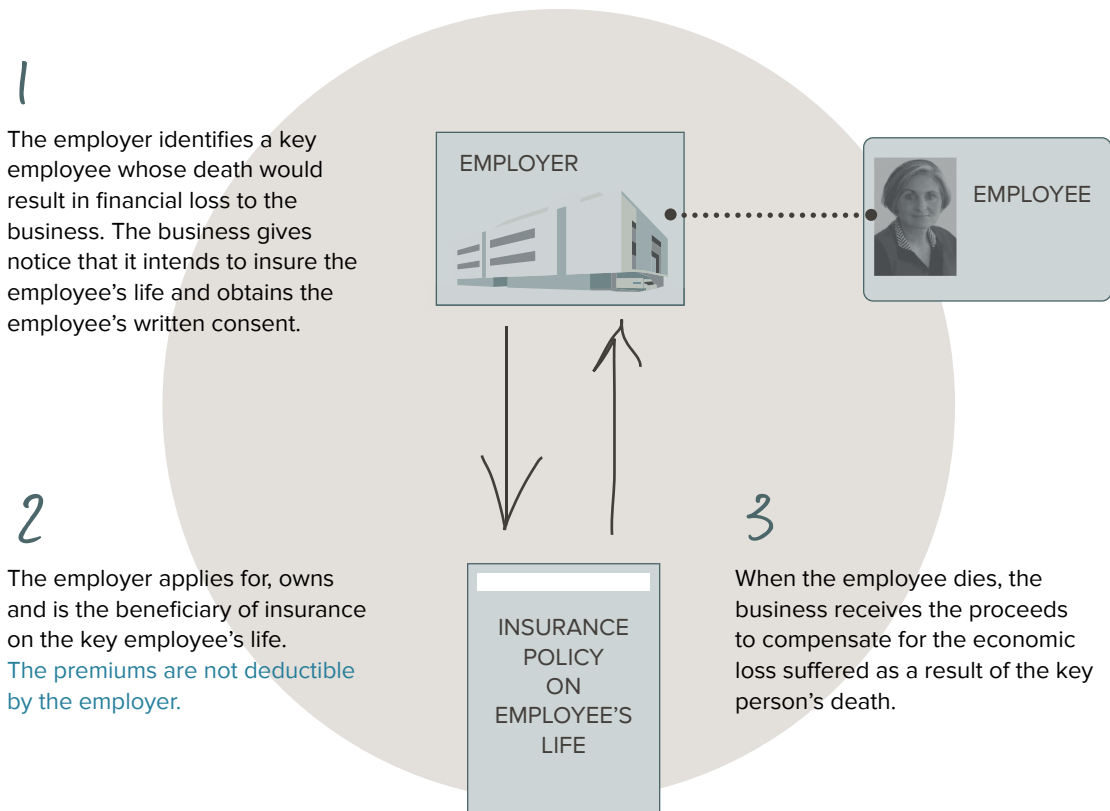 1
The employer identifies a key
employee whose death would
result in financial loss to the
business. The business gives
notice that it intends to insure the
employee’s life and obtains the
employee’s written consent.
EMPLOYER
EMPLOYEE
2
The employer applies for, owns
and is the beneficiary of insurance
on the key employee’s life.
The premiums are not deductible
by the employer.
INSURANCE
POLICY
ON
EMPLOYEE’S
LIFE
3
When the employee dies, the
business receives the proceeds
to compensate for the economic
loss suffered as a result of the key
person’s death.